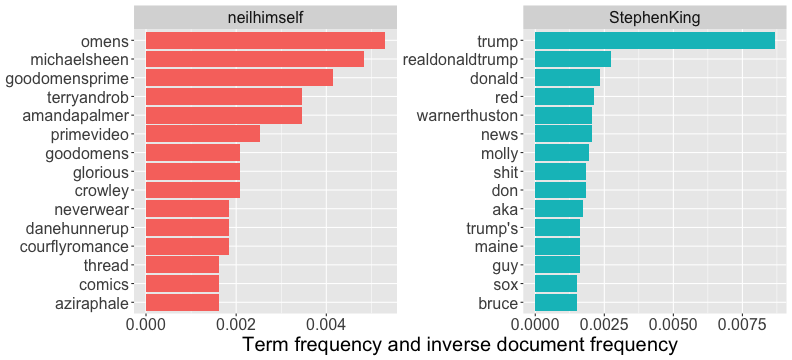 neilhimself
omens
michaelsheen
goodomensprime
terryandrob
amandapalmer
primevideo
goodomens
glorious
crowley
neverwear
danehunnerup
courflyromance
thread
comics
aziraphale
0.000 0.002 0.004
StephenKing
trump
realdonaldtrump
donald
red
warnerthuston
news
molly
shit
don
aka
trump's
maine
guy
sox
bruce
0.0000 0.0025 0.0050 0.0075
Term frequency and inverse document frequency